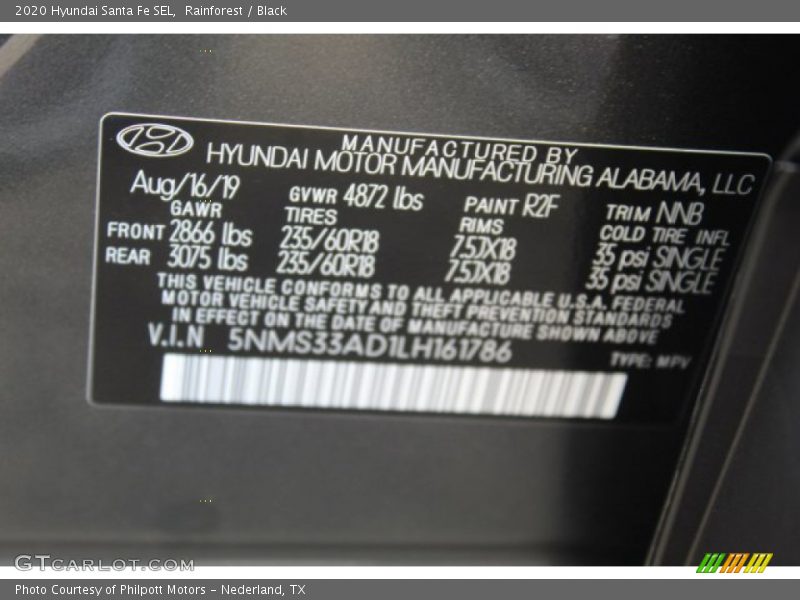 2020 Hyundai Santa Fe SEL, Rainforest / Black
MANUFACTURED BY
HYUNDAI MOTOR MANUFACTURING ALABAMA, LLC
Aug/16/19 GVWR 4872 lbs PAINT R2F TRIM NNB
GAWR TIRES RIMS COLD TIRE INFL
FRONT 2866 lbs 235/60R18 7.5JX18 35 psi SINGLE
REAR 3075 lbs 235/60R18 7.5JX18 35 psi SINGLE
THIS VEHICLE CONFORMS TO ALL APPLICABLE U.S.A. FEDERAL
MOTOR VEHICLE SAFETY AND THEFT PREVENTION STANDARDS
IN EFFECT ON THE DATE OF MANUFACTURE SHOWN ABOVE
V.I.N 5NMS33AD1LH161786 TYPE: MPV
GTCARLOT.COM
Photo Courtesy of Philpott Motors - Nederland, TX